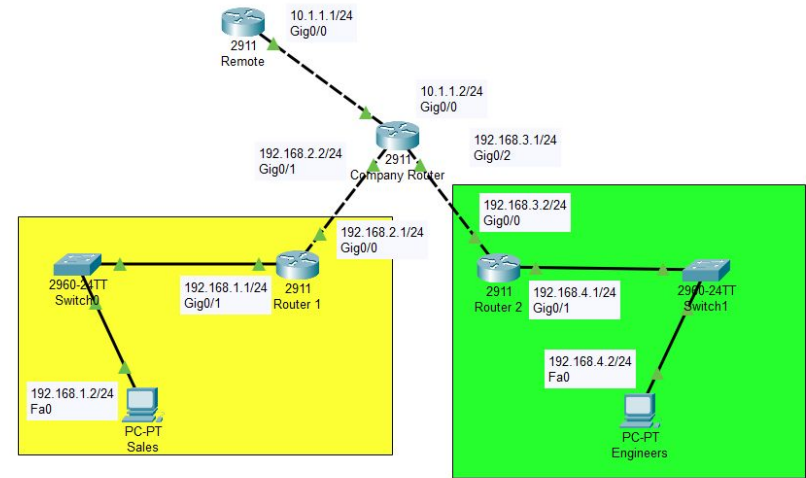 10.1.1.1/24
Gig0/0
2911
Remote
10.1.1.2/24
Gig0/0
192.168.2.2/24
Gig0/1
2911
Company Router
192.168.3.1/24
Gig0/2
192.168.2.1/24
Gig0/0
192.168.3.2/24
Gig0/0
2960-24TT
Switch0
192.168.1.1/24
Gig0/1
2911
Router 1
2911
Router 2
192.168.4.1/24
Gig0/1
2960-24TT
Switch1
192.168.1.2/24
Fa0
PC-PT
Sales
192.168.4.2/24
Fa0
PC-PT
Engineers